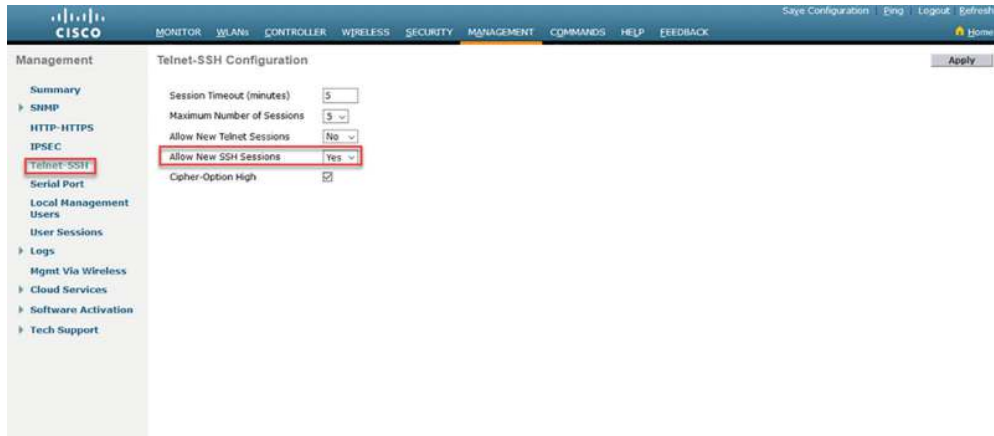 Save Configuration Ping Logout Refresh
CISCO
MONITOR WLANs CONTROLLER WIRELESS SECURITY MANAGEMENT COMMANDS HELP FEEDBACK Home
Management
Telnet-SSH Configuration
Apply
Summary
SNMP
HTTP-HTTPS
IPSEC
Telnet-SSH
Serial Port
Local Management
Users
User Sessions
Logs
Mgmt Via Wireless
Cloud Services
Software Activation
Tech Support
Session Timeout (minutes) 5
Maximum Number of Sessions 5
Allow New Telnet Sessions No
Allow New SSH Sessions Yes
Cipher-Option High